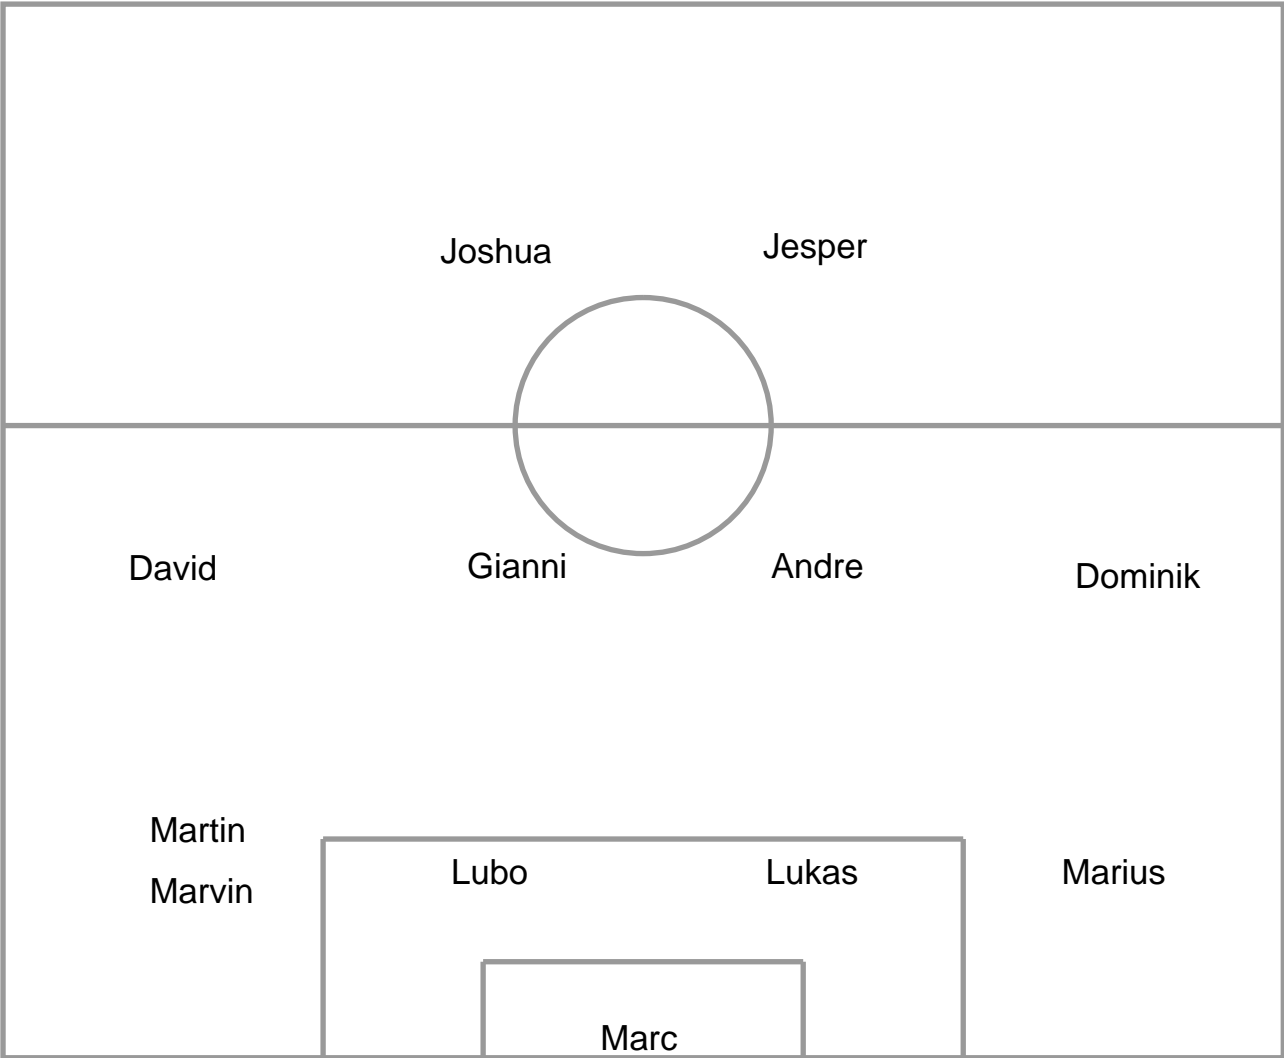 Joshua
Jesper
David
Gianni
Andre
Dominik
Martin
Marvin
Lubo
Lukas
Marius
Marc